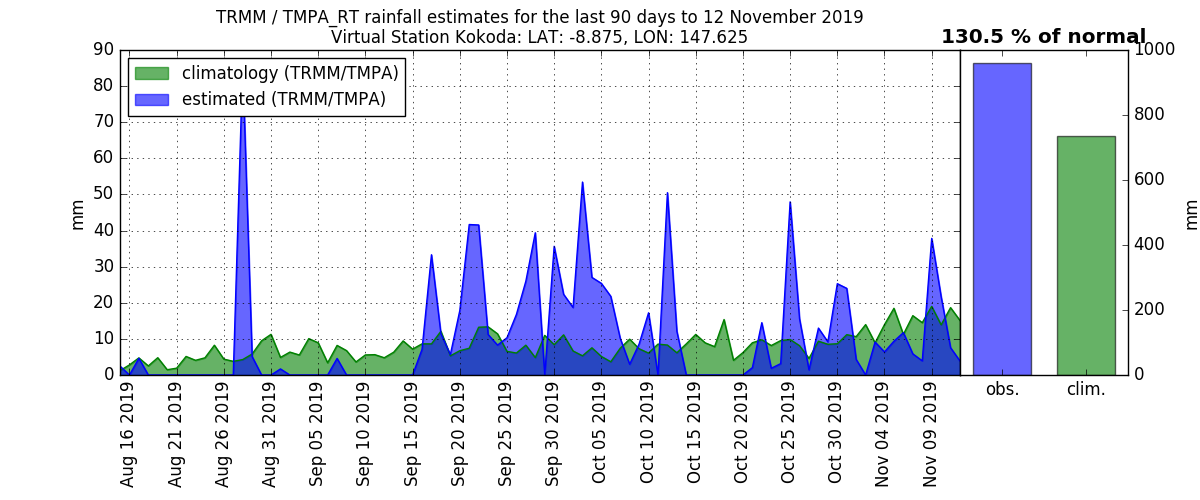 TRMM / TMPA_RT rainfall estimates for the last 90 days to 12 November 2019
Virtual Station Kokoda: LAT: -8.875, LON: 147.625
130.5 % of normal
climatology (TRMM/TMPA)
estimated (TRMM/TMPA)
90
80
70
60
50
40
30
20
10
0
mm
Aug 16 2019
Aug 21 2019
Aug 26 2019
Aug 31 2019
Sep 05 2019
Sep 10 2019
Sep 15 2019
Sep 20 2019
Sep 25 2019
Sep 30 2019
Oct 05 2019
Oct 10 2019
Oct 15 2019
Oct 20 2019
Oct 25 2019
Oct 30 2019
Nov 04 2019
Nov 09 2019
obs.
clim.
1000
800
600
400
200
0
mm